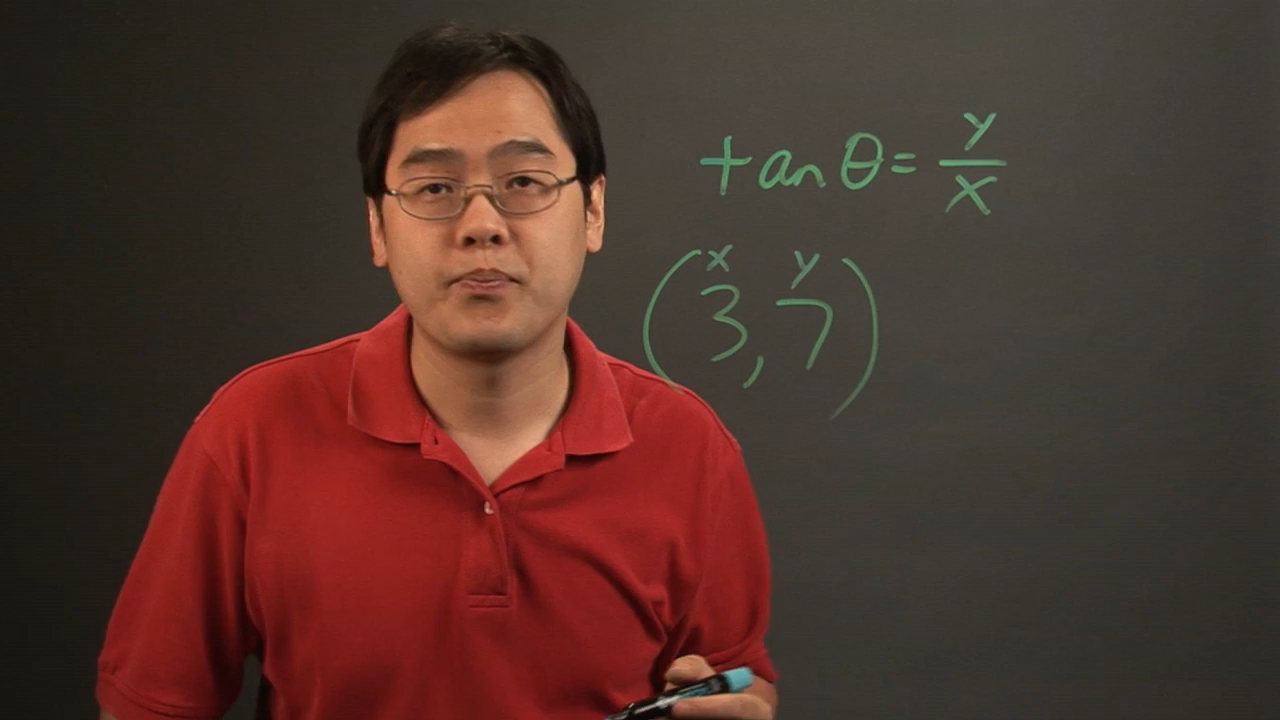 tan θ = y/x
x y
(3, 7)